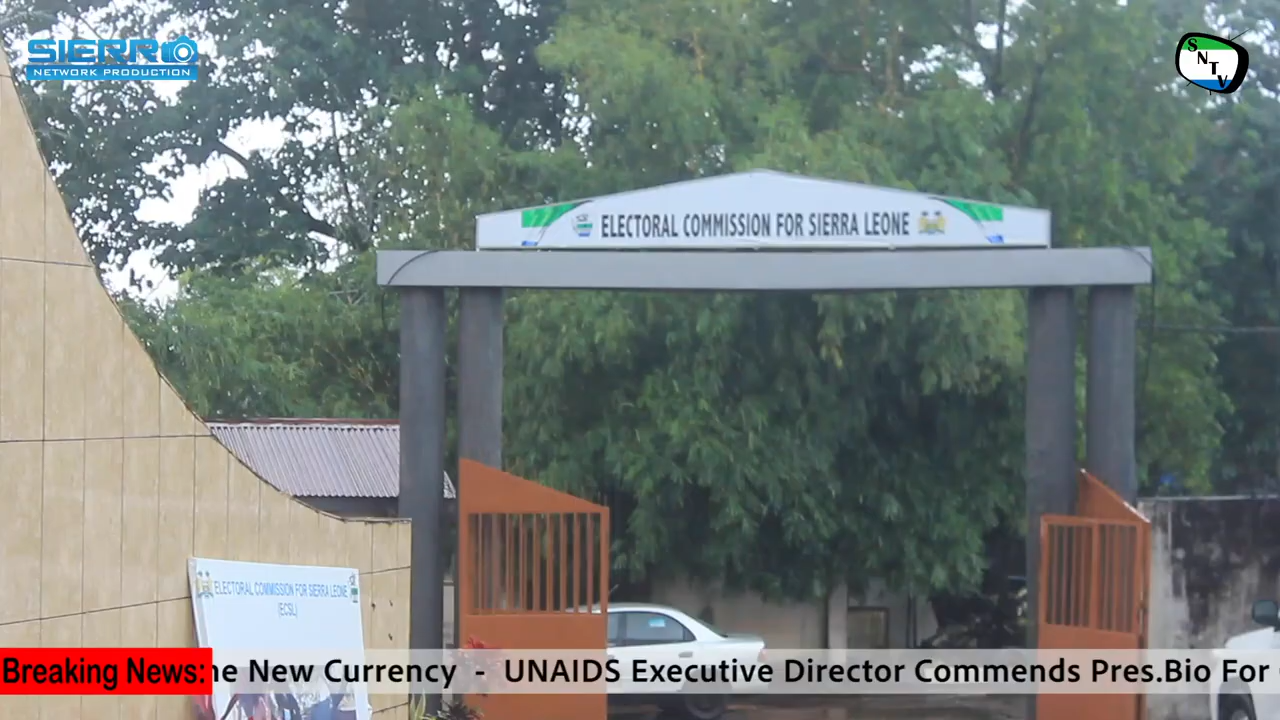 SIERRO
NETWORK PRODUCTION
SNTV
ELECTORAL COMMISSION FOR SIERRA LEONE
ELECTORAL COMMISSION FOR SIERRA LEONE
(ECSL)
Breaking News: he New Currency - UNAIDS Executive Director Commends Pres.Bio For